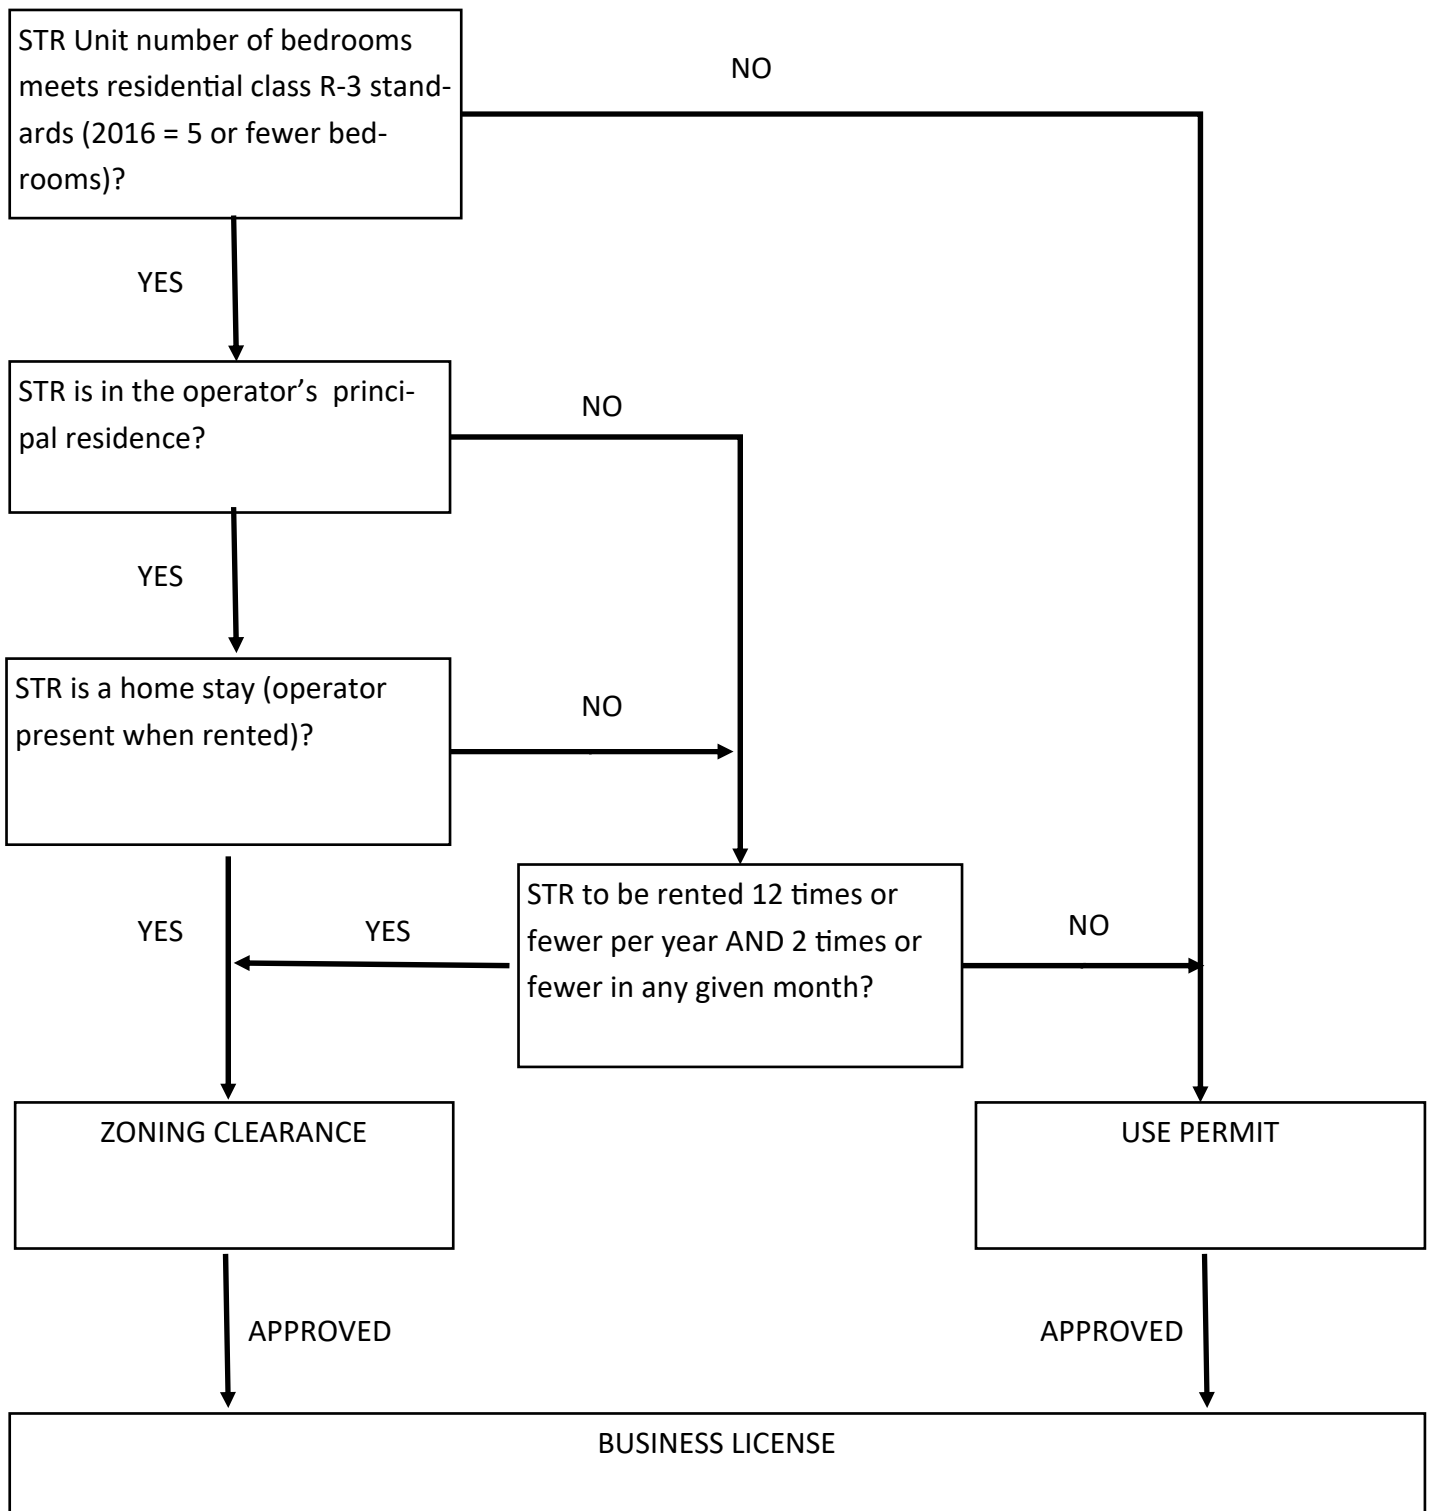 STR Unit number of bedrooms
meets residential class R-3 stand-
ards (2016 = 5 or fewer bed-
rooms)?
NO
YES
STR is in the operator’s  princi-
pal residence?
NO
YES
STR is a home stay (operator
present when rented)?
NO
YES
YES
STR to be rented 12 times or
fewer per year AND 2 times or
fewer in any given month?
NO
ZONING CLEARANCE
USE PERMIT
APPROVED
APPROVED
BUSINESS LICENSE